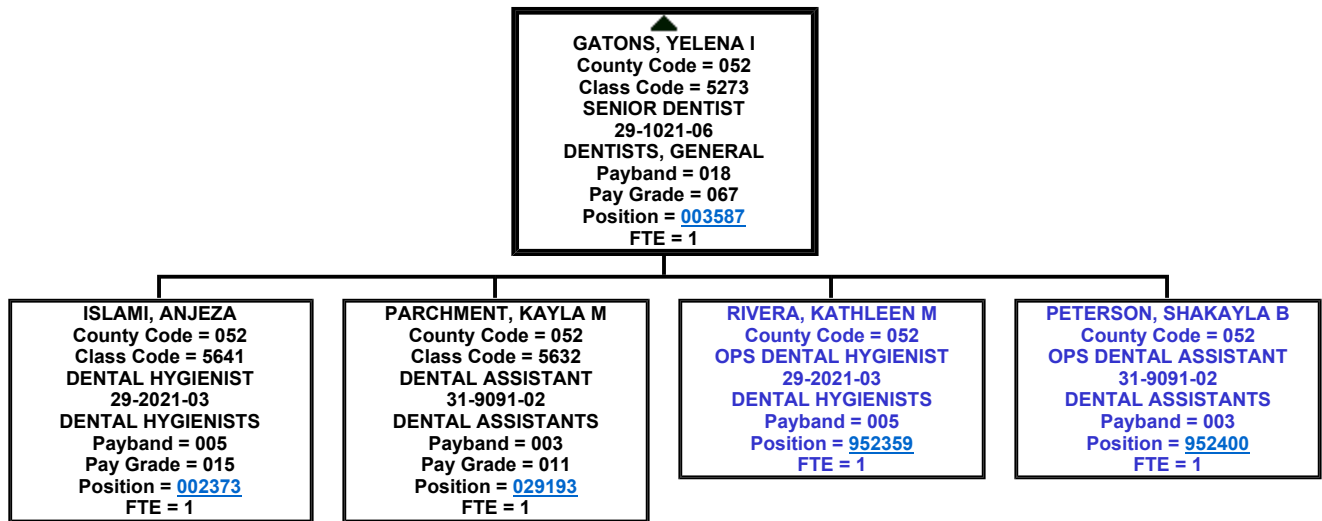 GATONS, YELENA I
County Code = 052
Class Code = 5273
SENIOR DENTIST
29-1021-06
DENTISTS, GENERAL
Payband = 018
Pay Grade = 067
Position = 003587
FTE = 1
ISLAMI, ANJEZA
County Code = 052
Class Code = 5641
DENTAL HYGIENIST
29-2021-03
DENTAL HYGIENISTS
Payband = 005
Pay Grade = 015
Position = 002373
FTE = 1
PARCHMENT, KAYLA M
County Code = 052
Class Code = 5632
DENTAL ASSISTANT
31-9091-02
DENTAL ASSISTANTS
Payband = 003
Pay Grade = 011
Position = 029193
FTE = 1
RIVERA, KATHLEEN M
County Code = 052
OPS DENTAL HYGIENIST
29-2021-03
DENTAL HYGIENISTS
Payband = 005
Position = 952359
FTE = 1
PETERSON, SHAKAYLA B
County Code = 052
OPS DENTAL ASSISTANT
31-9091-02
DENTAL ASSISTANTS
Payband = 003
Position = 952400
FTE = 1